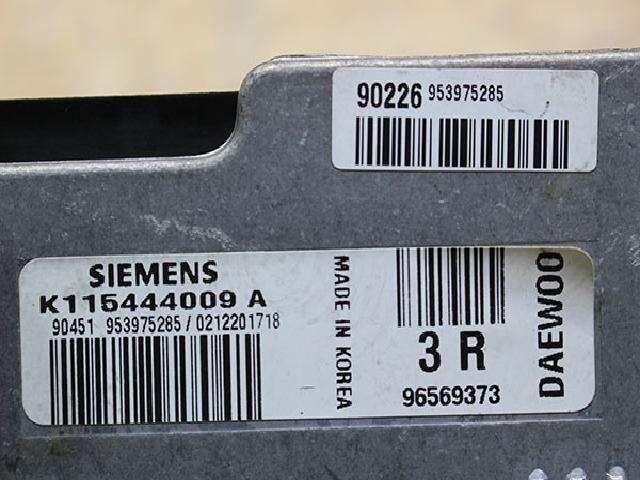 90226 953975285
SIEMENS
K115444009 A
90451 953975285 / 0212201718
MADE IN KOREA
3 R
96569373
DAEWOO